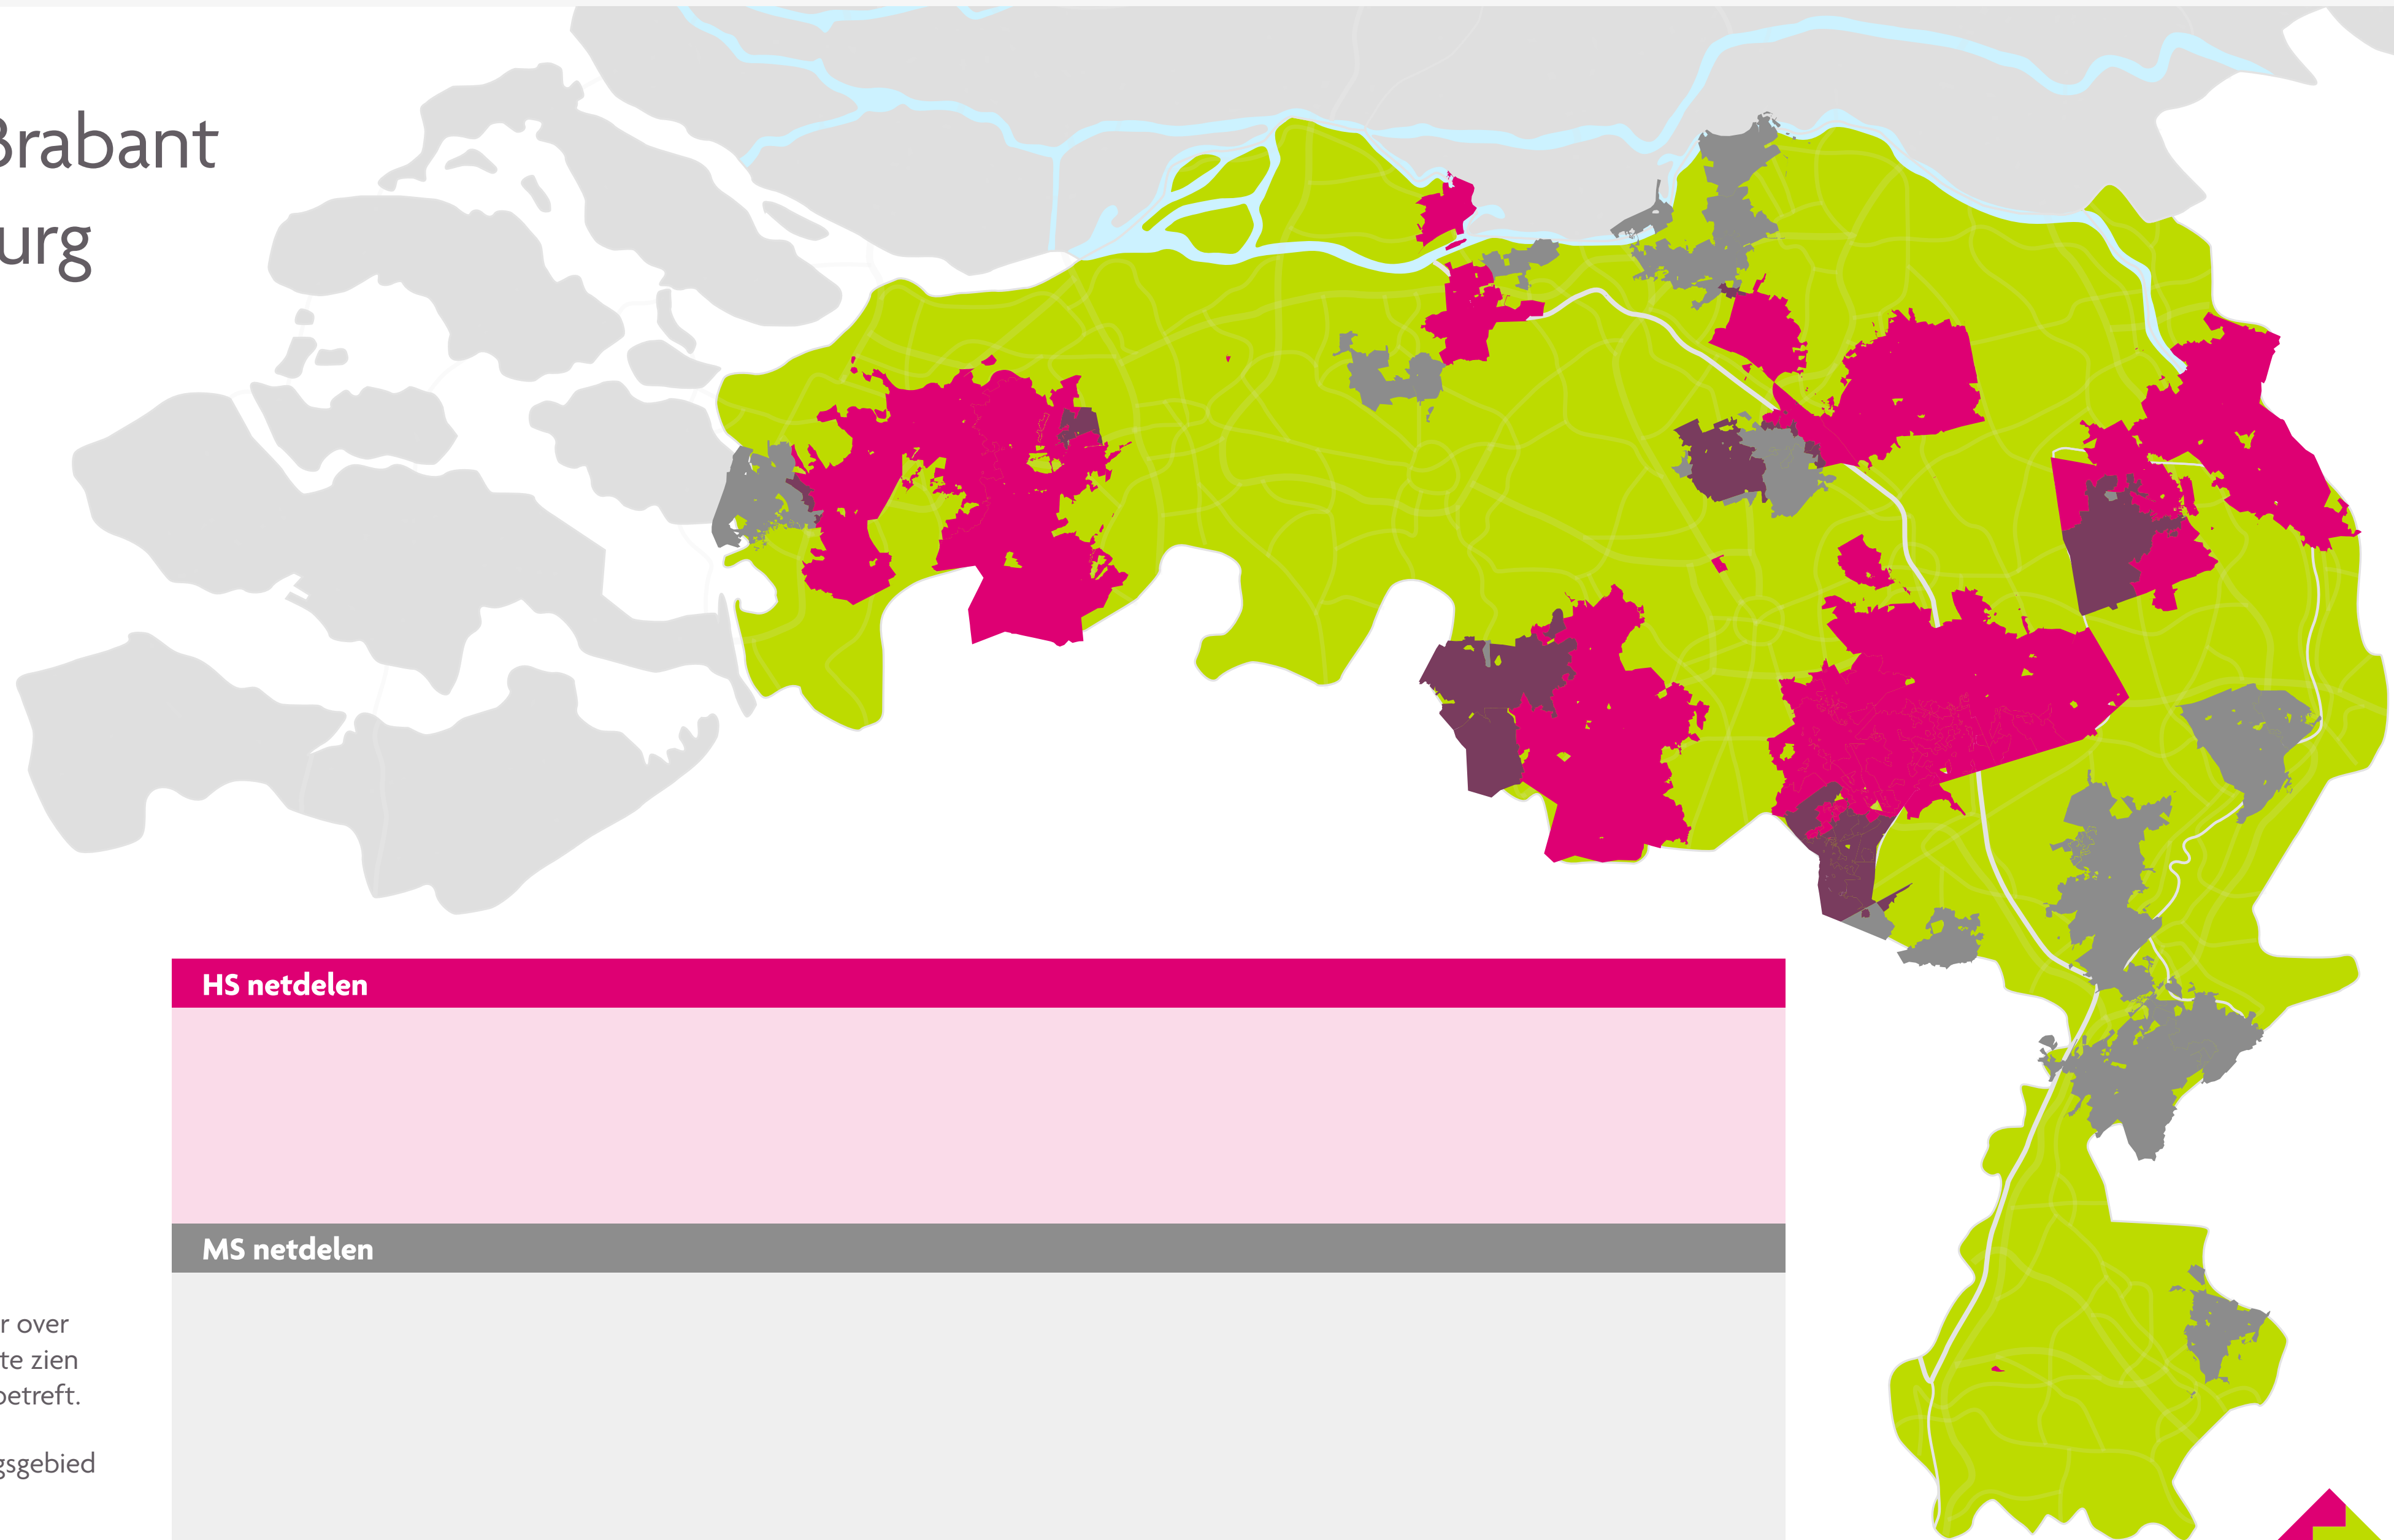 Brabant
urg
HS netdelen
MS netdelen
r over
te zien
betreft.
gsgebied